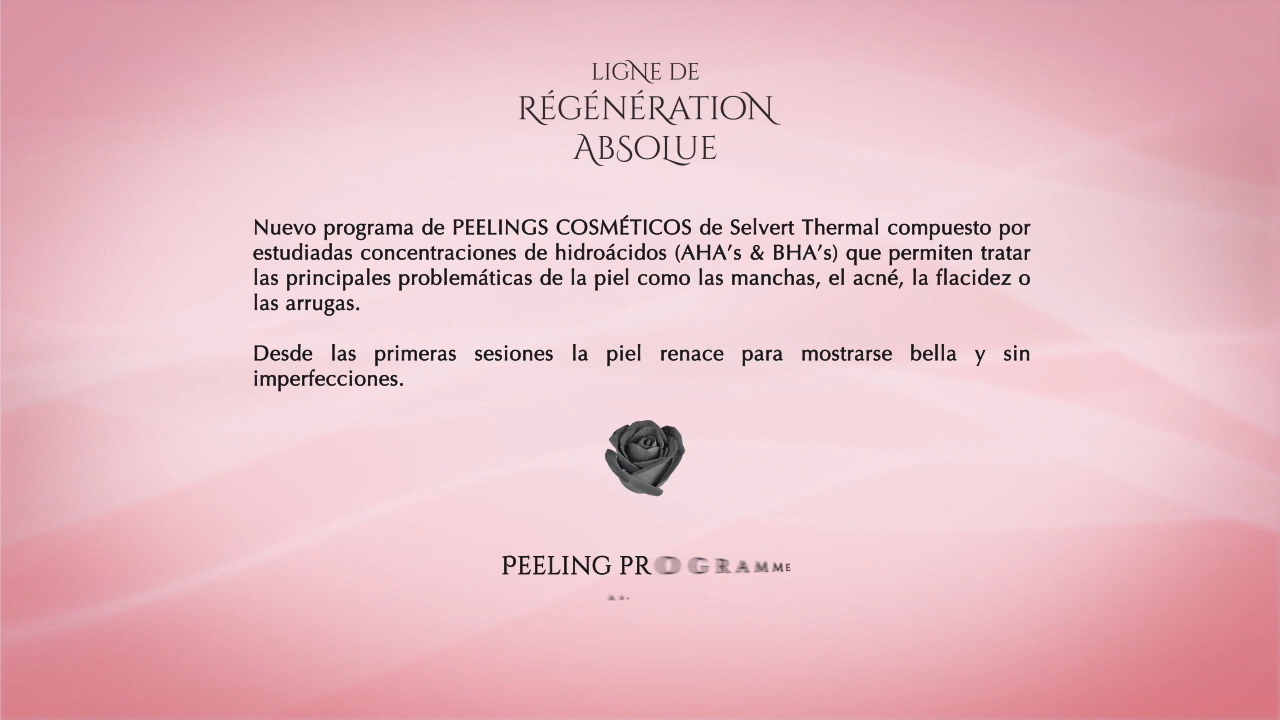 LIGNE DE
RÉGÉNÉRATION
ABSOLUE
Nuevo programa de PEELINGS COSMÉTICOS de Selvert Thermal compuesto por
estudiadas concentraciones de hidroácidos (AHA’s & BHA’s) que permiten tratar
las principales problemáticas de la piel como las manchas, el acné, la flacidez o
las arrugas.
Desde las primeras sesiones la piel renace para mostrarse bella y sin
imperfecciones.
PEELING PROGRAMME